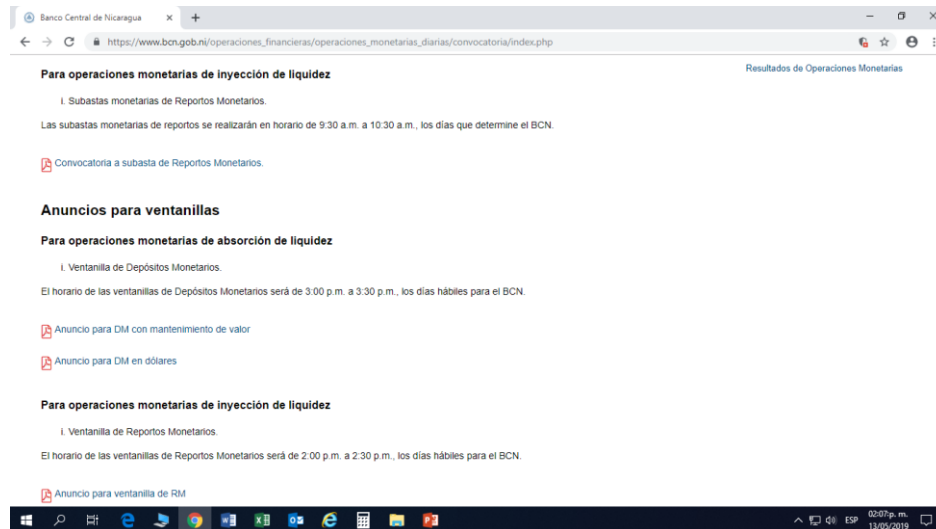 Banco Central de Nicaragua
https://www.bcn.gob.ni/operaciones_financieras/operaciones_monetarias_diarias/convocatoria/index.php
Para operaciones monetarias de inyección de liquidez
Resultados de Operaciones Monetarias
i. Subastas monetarias de Reportos Monetarios.
Las subastas monetarias de reportos se realizarán en horario de 9:30 a.m. a 10:30 a.m., los días que determine el BCN.
Convocatoria a subasta de Reportos Monetarios.
Anuncios para ventanillas
Para operaciones monetarias de absorción de liquidez
i. Ventanilla de Depósitos Monetarios.
El horario de las ventanillas de Depósitos Monetarios será de 3:00 p.m. a 3:30 p.m., los días hábiles para el BCN.
Anuncio para DM con mantenimiento de valor
Anuncio para DM en dólares
Para operaciones monetarias de inyección de liquidez
i. Ventanilla de Reportos Monetarios.
El horario de las ventanillas de Reportos Monetarios será de 2:00 p.m. a 2:30 p.m., los días hábiles para el BCN.
Anuncio para ventanilla de RM
ESP
02:07 p. m.
13/05/2019